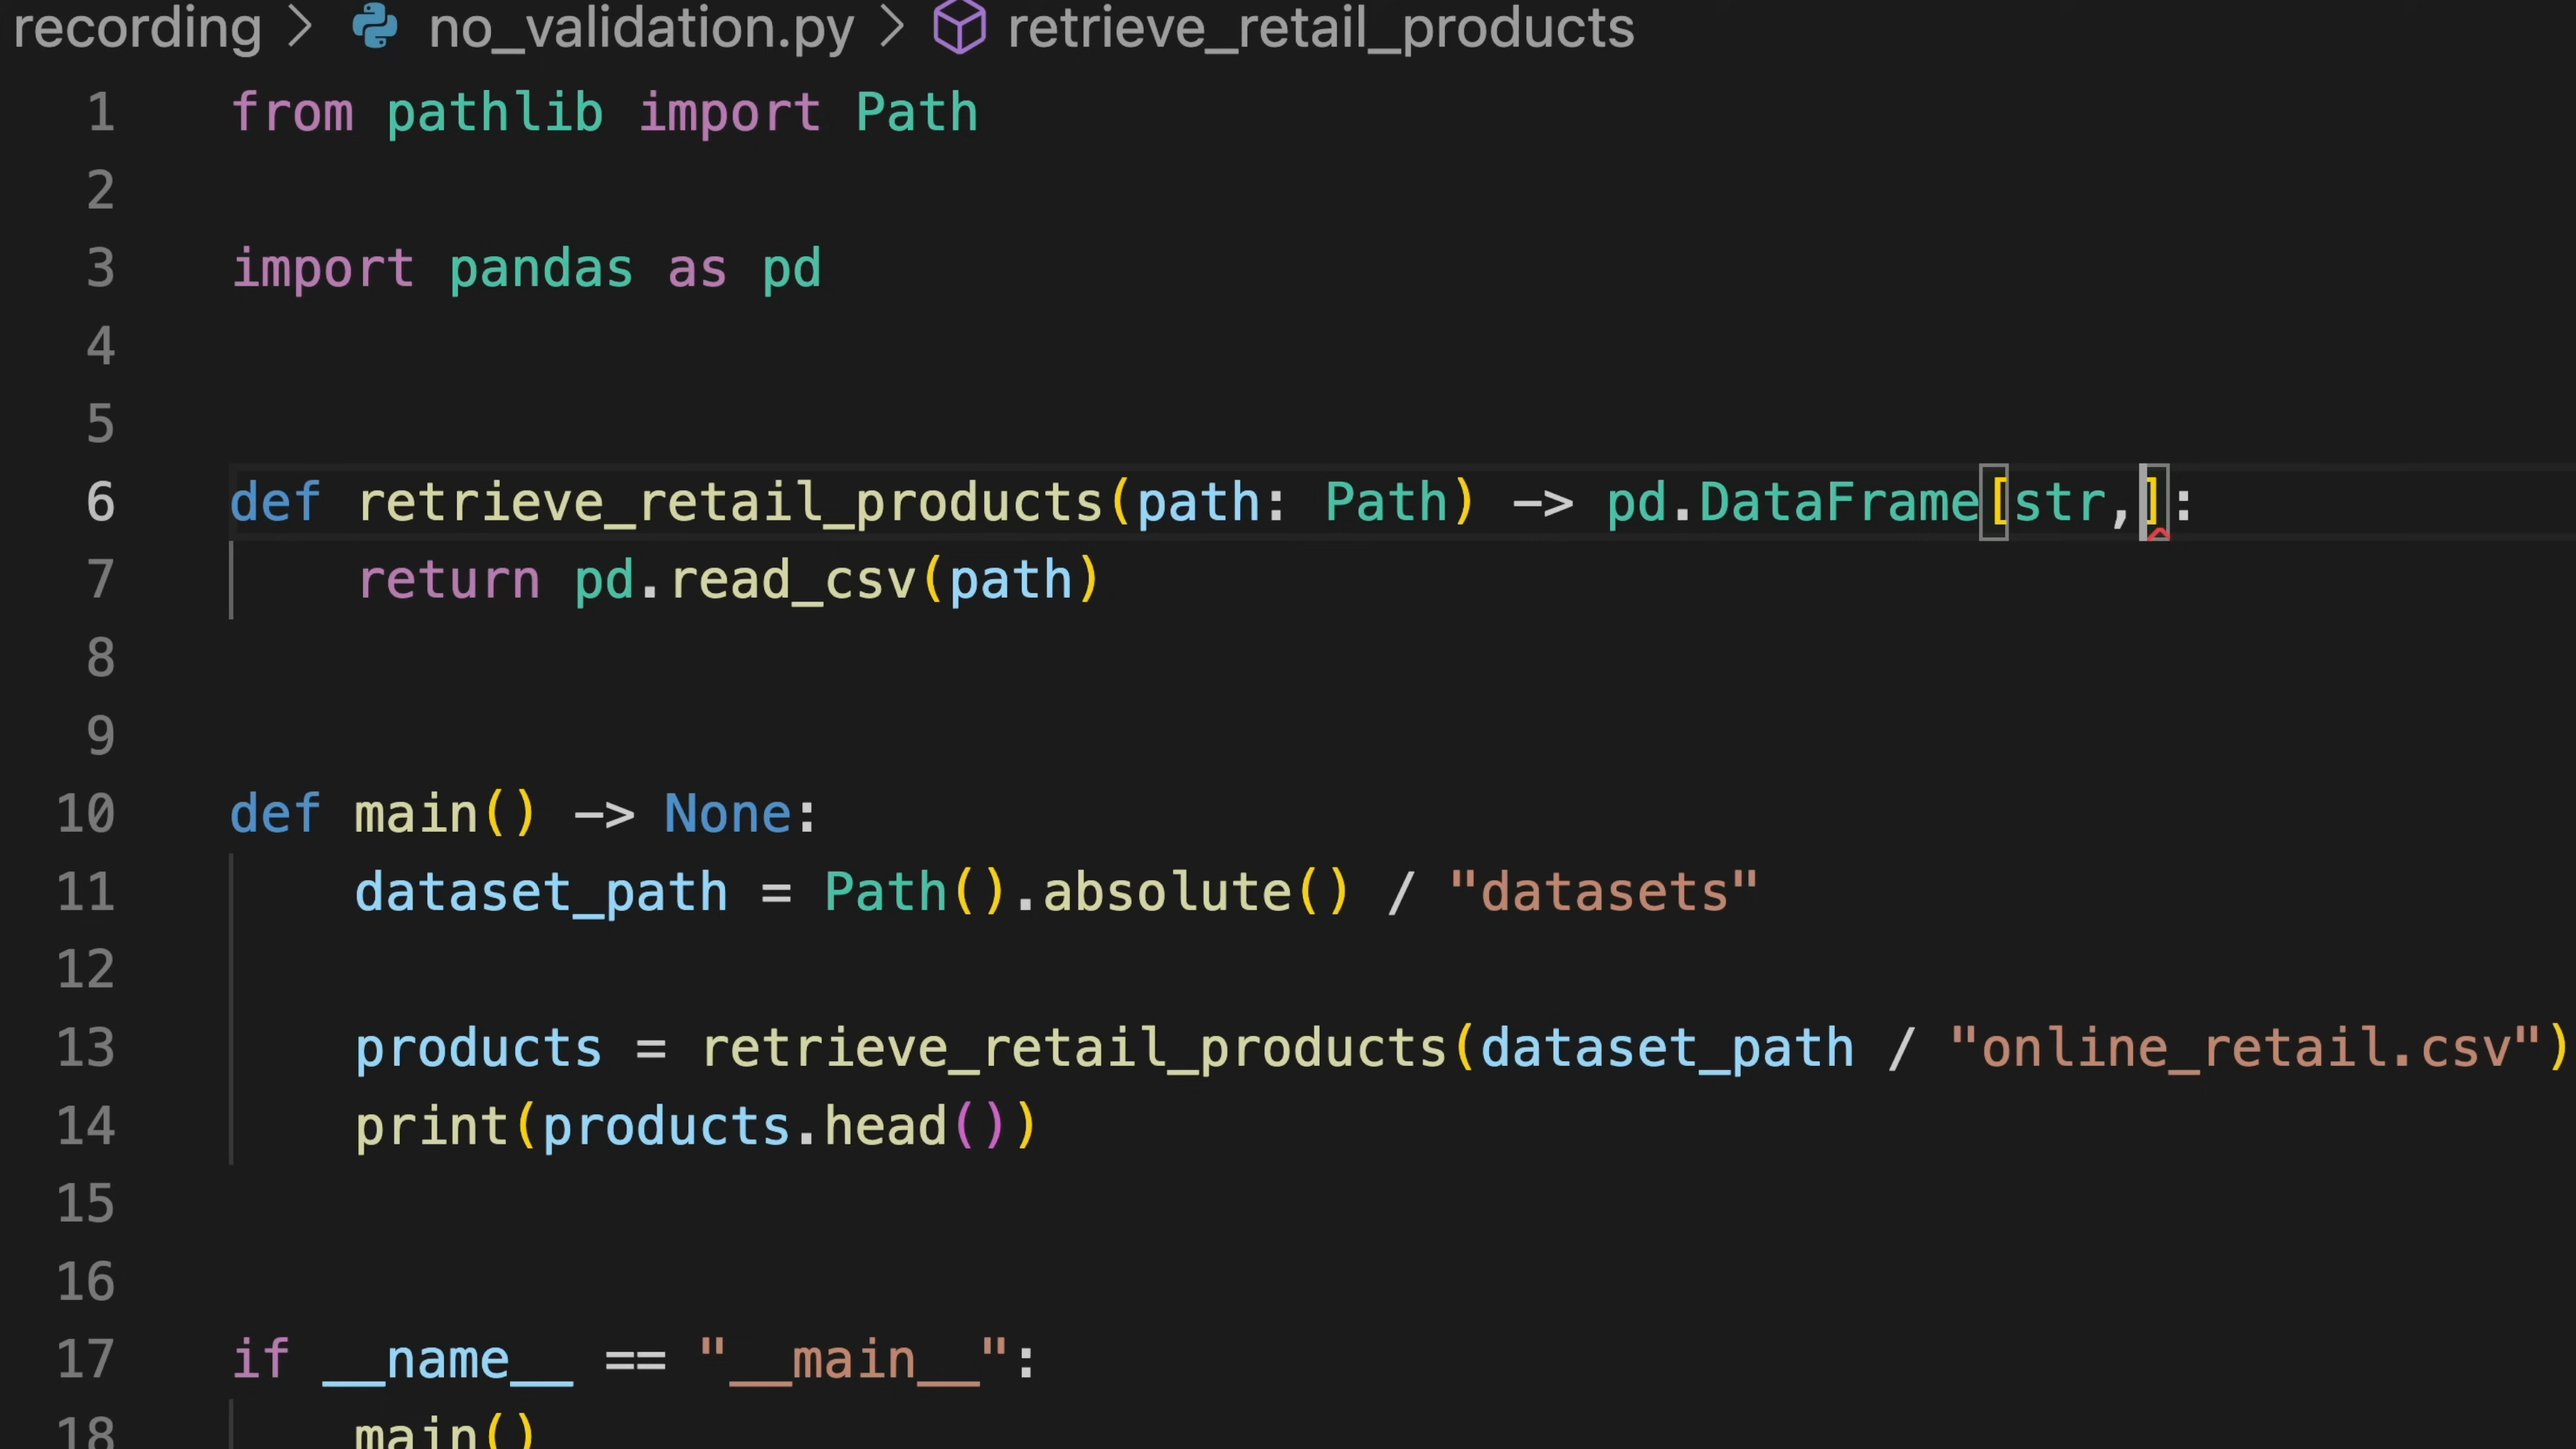 recording > no_validation.py > retrieve_retail_products
1 from pathlib import Path
2
3 import pandas as pd
4
5
6 def retrieve_retail_products(path: Path) -> pd.DataFrame[str,]:
7     return pd.read_csv(path)
8
9
10 def main() -> None:
11     dataset_path = Path().absolute() / "datasets"
12
13     products = retrieve_retail_products(dataset_path / "online_retail.csv")
14     print(products.head())
15
16
17 if __name__ == "__main__":
18     main()